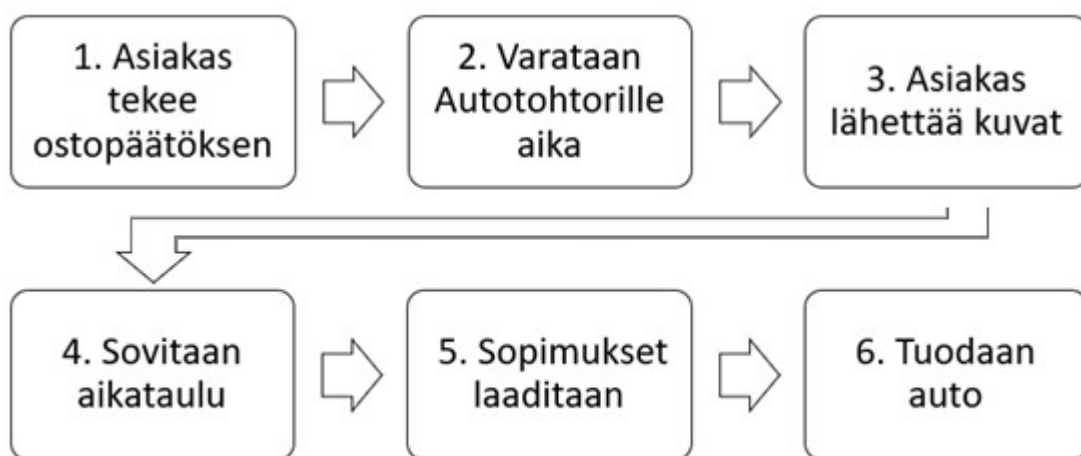 1. Asiakas
tekee
ostopäätöksen
2. Varataan
Autotohtorille
aika
3. Asiakas
lähettää kuvat
4. Sovitaan
aikataulu
5. Sopimukset
laaditaan
6. Tuodaan
auto